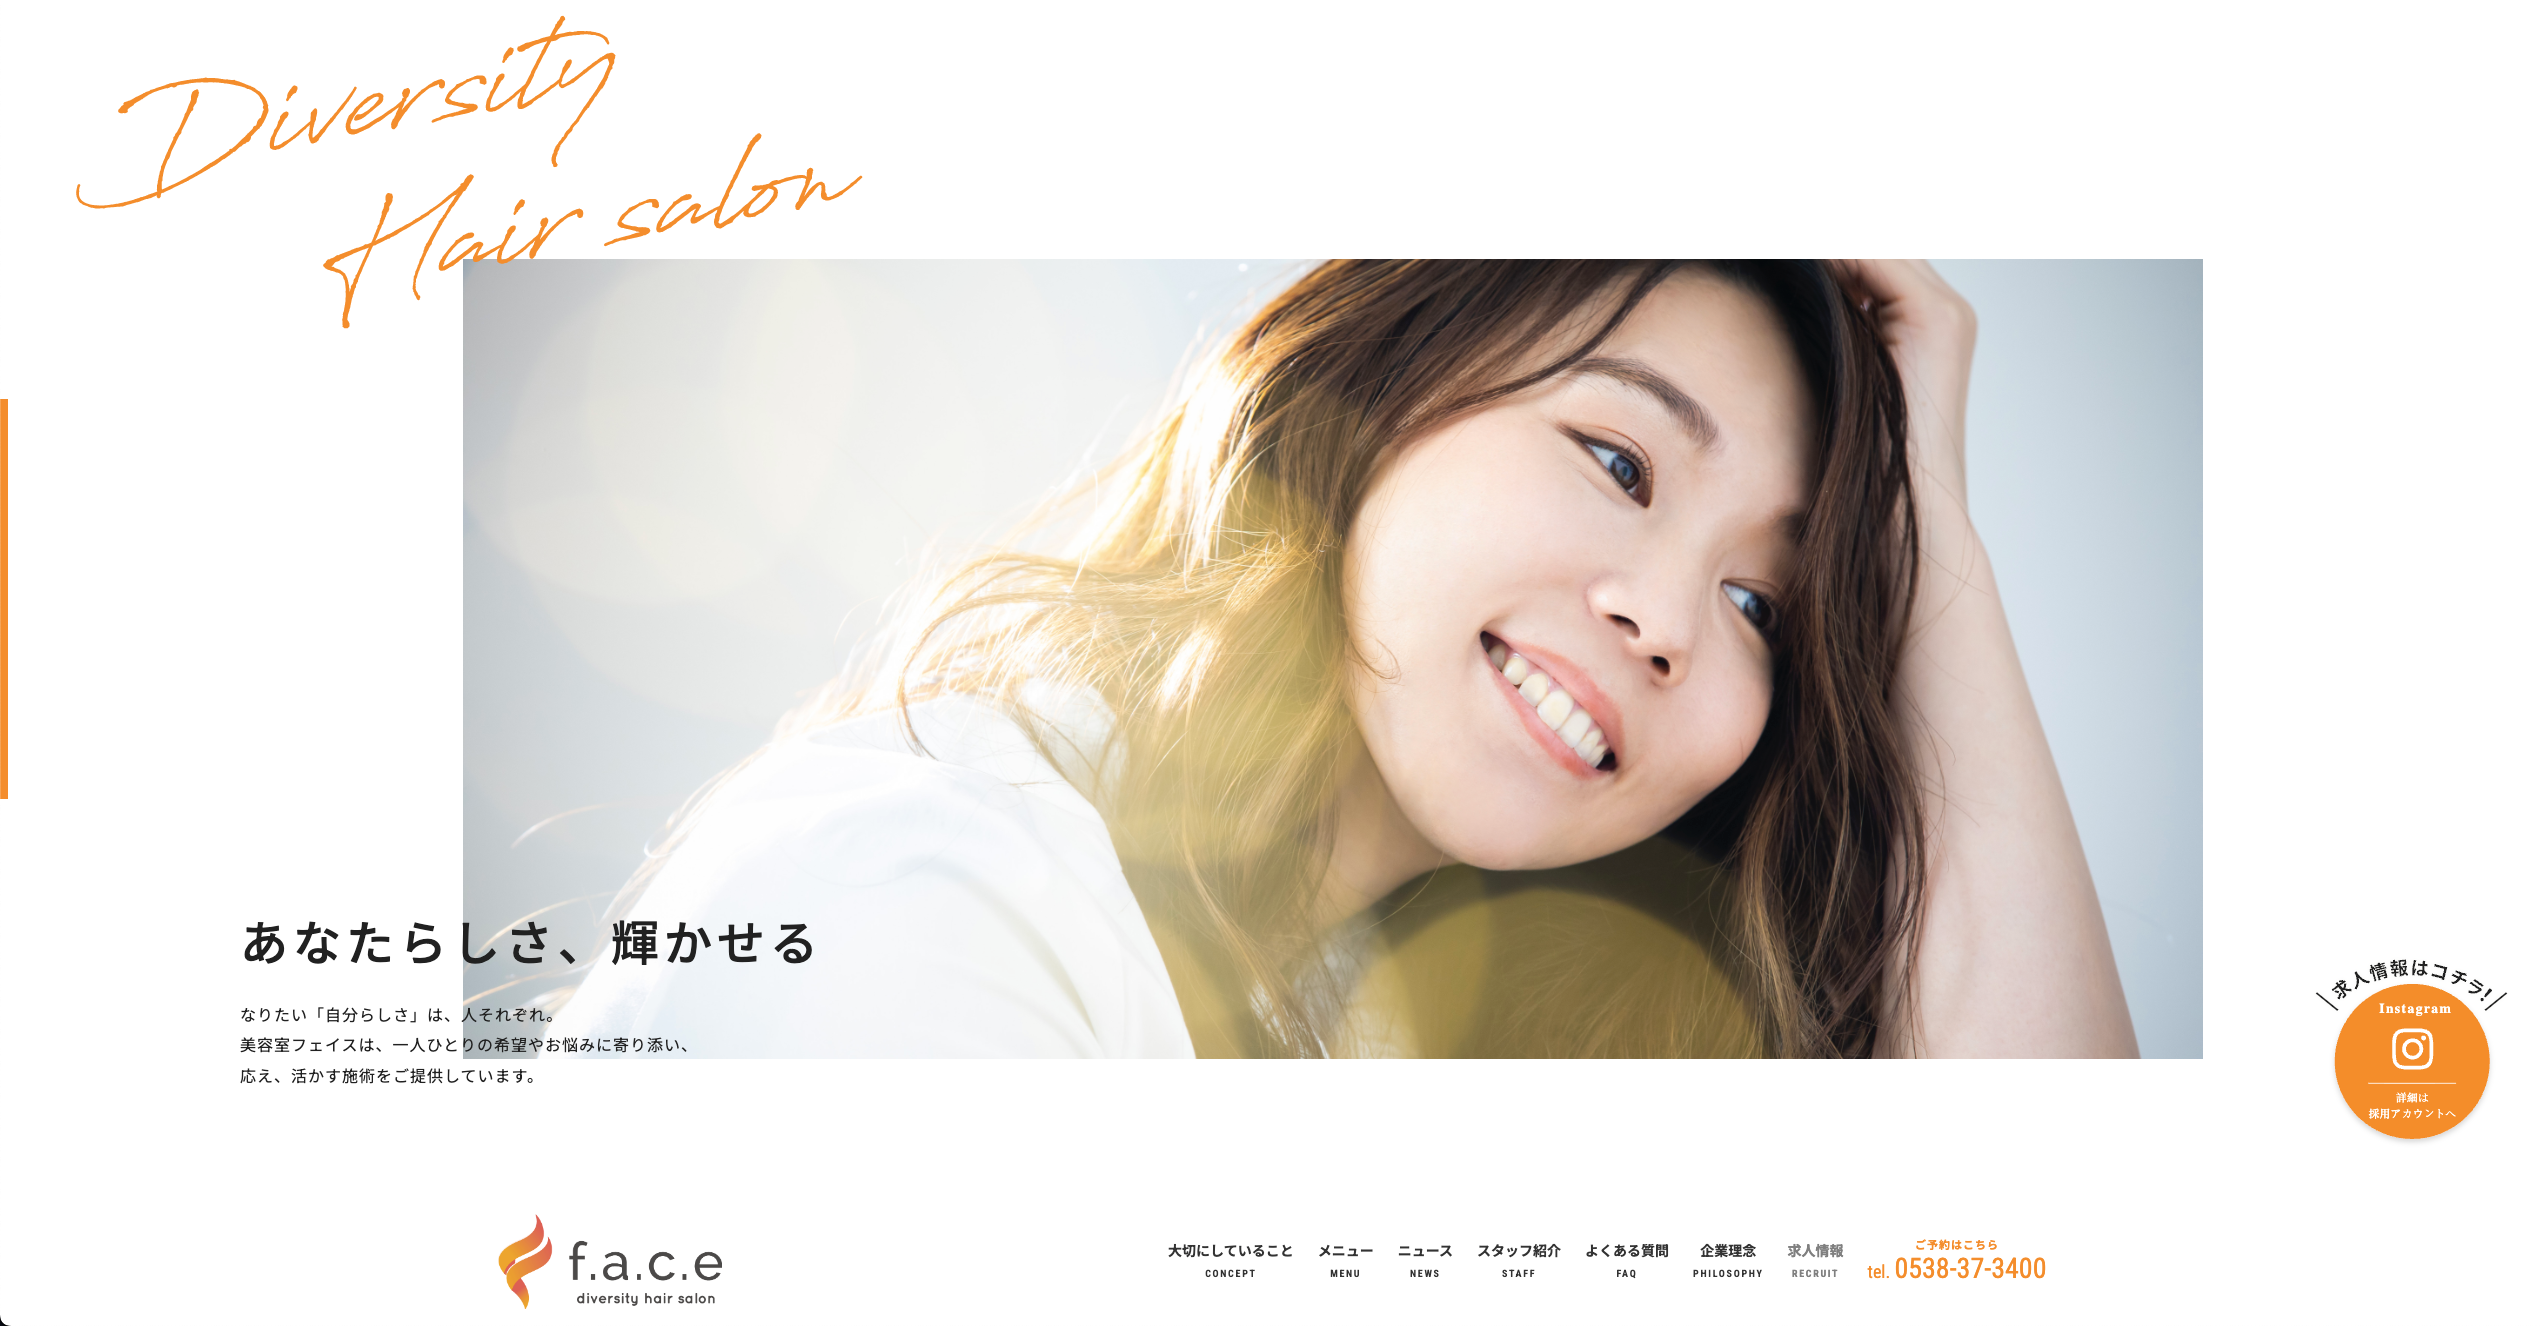 Diversity
Hair salon
あなたらしさ、輝かせる
なりたい「自分らしさ」は、人それぞれ。
美容室フェイスは、一人ひとりの希望やお悩みに寄り添い、
応え、活かす施術をご提供しています。
求人情報はコチラ!
Instagram
詳細は
採用アカウントへ
f.a.c.e
diversity hair salon
大切にしていること
CONCEPT
メニュー
MENU
ニュース
NEWS
スタッフ紹介
STAFF
よくある質問
FAQ
企業理念
PHILOSOPHY
求人情報
RECRUIT
ご予約はこちら
tel. 0538-37-3400